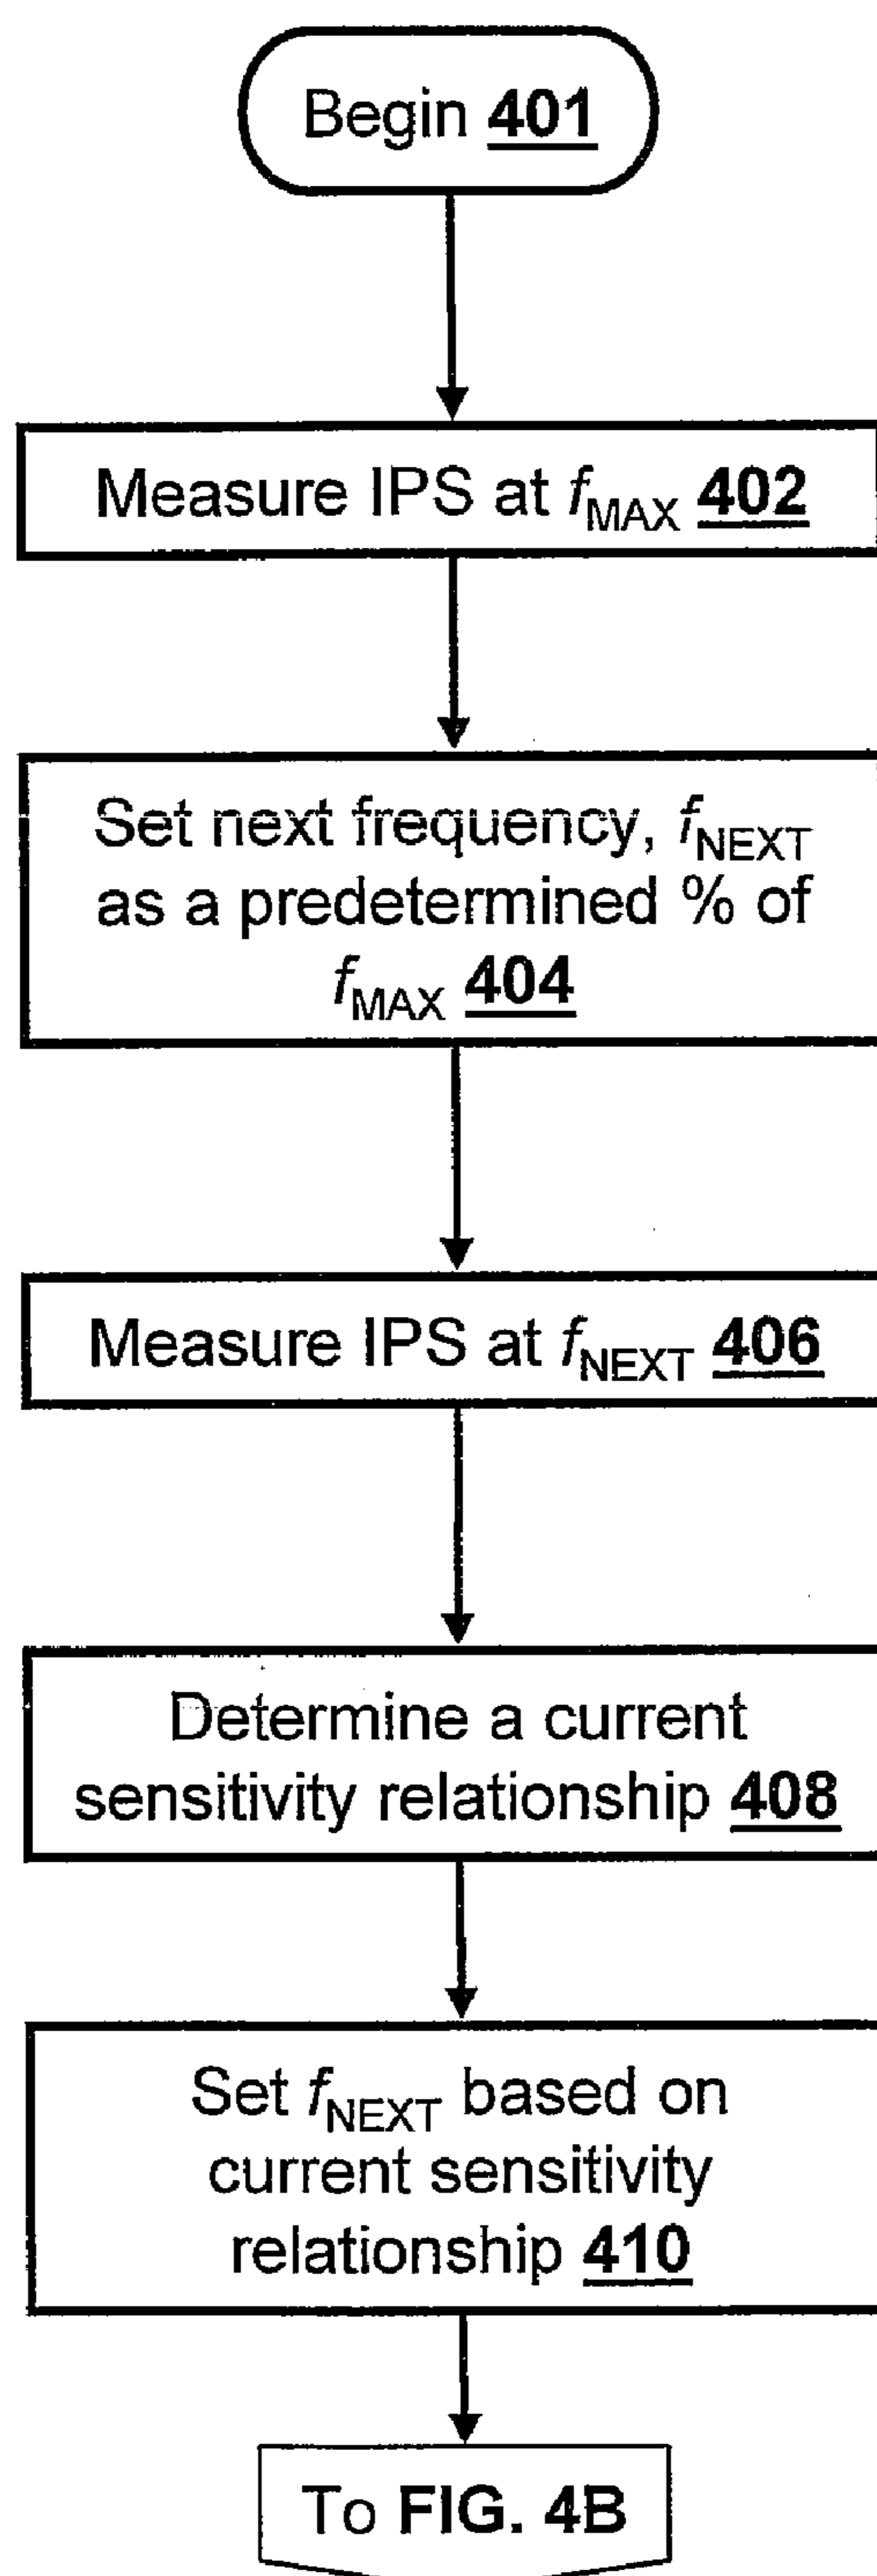 Begin 401
Measure IPS at fMAX 402
Set next frequency, fNEXT
as a predetermined % of
fMAX 404
Measure IPS at fNEXT 406
Determine a current
sensitivity relationship 408
Set fNEXT based on
current sensitivity
relationship 410
To FIG. 4B